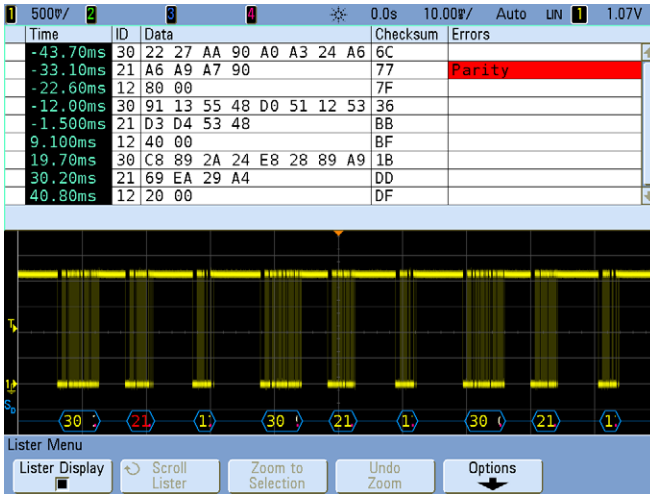 1 500▽/ 2 3 4 0.0s 10.00▽/ Auto LIN 1 1.07V
Time ID Data Checksum Errors
-43.70ms 30 22 27 AA 90 A0 A3 24 A6 6C
-33.10ms 21 A6 A9 A7 90 77 Parity
-22.60ms 12 80 00 7F
-12.00ms 30 91 13 55 48 D0 51 12 53 36
-1.500ms 21 D3 D4 53 48 BB
9.100ms 12 40 00 BF
19.70ms 30 C8 89 2A 24 E8 28 89 A9 1B
30.20ms 21 69 EA 29 A4 DD
40.80ms 12 20 00 DF
T
1
30 21 1 30 21 1 30 21 1
Lister Menu
Lister Display Scroll Lister Zoom to Selection Undo Zoom Options